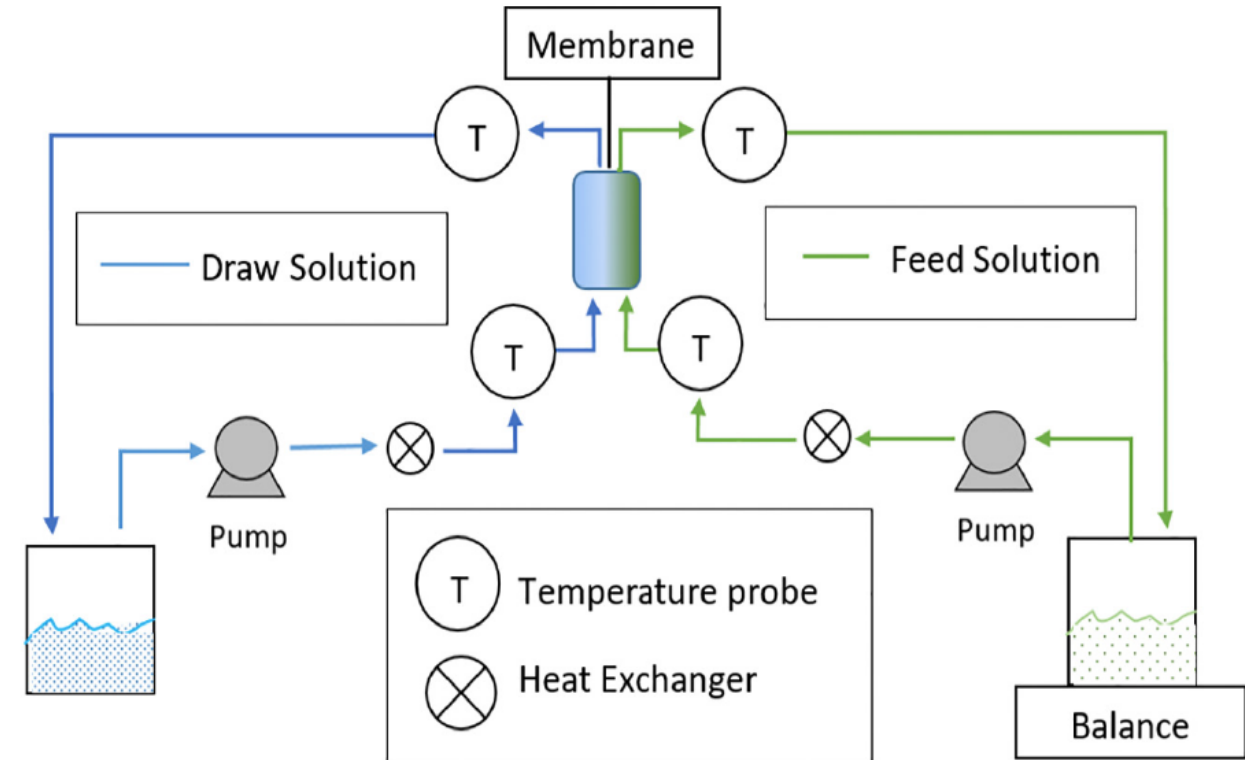 Membrane
T
T
Draw Solution
Feed Solution
T
T
Pump
Pump
T
Temperature probe
Heat Exchanger
Balance